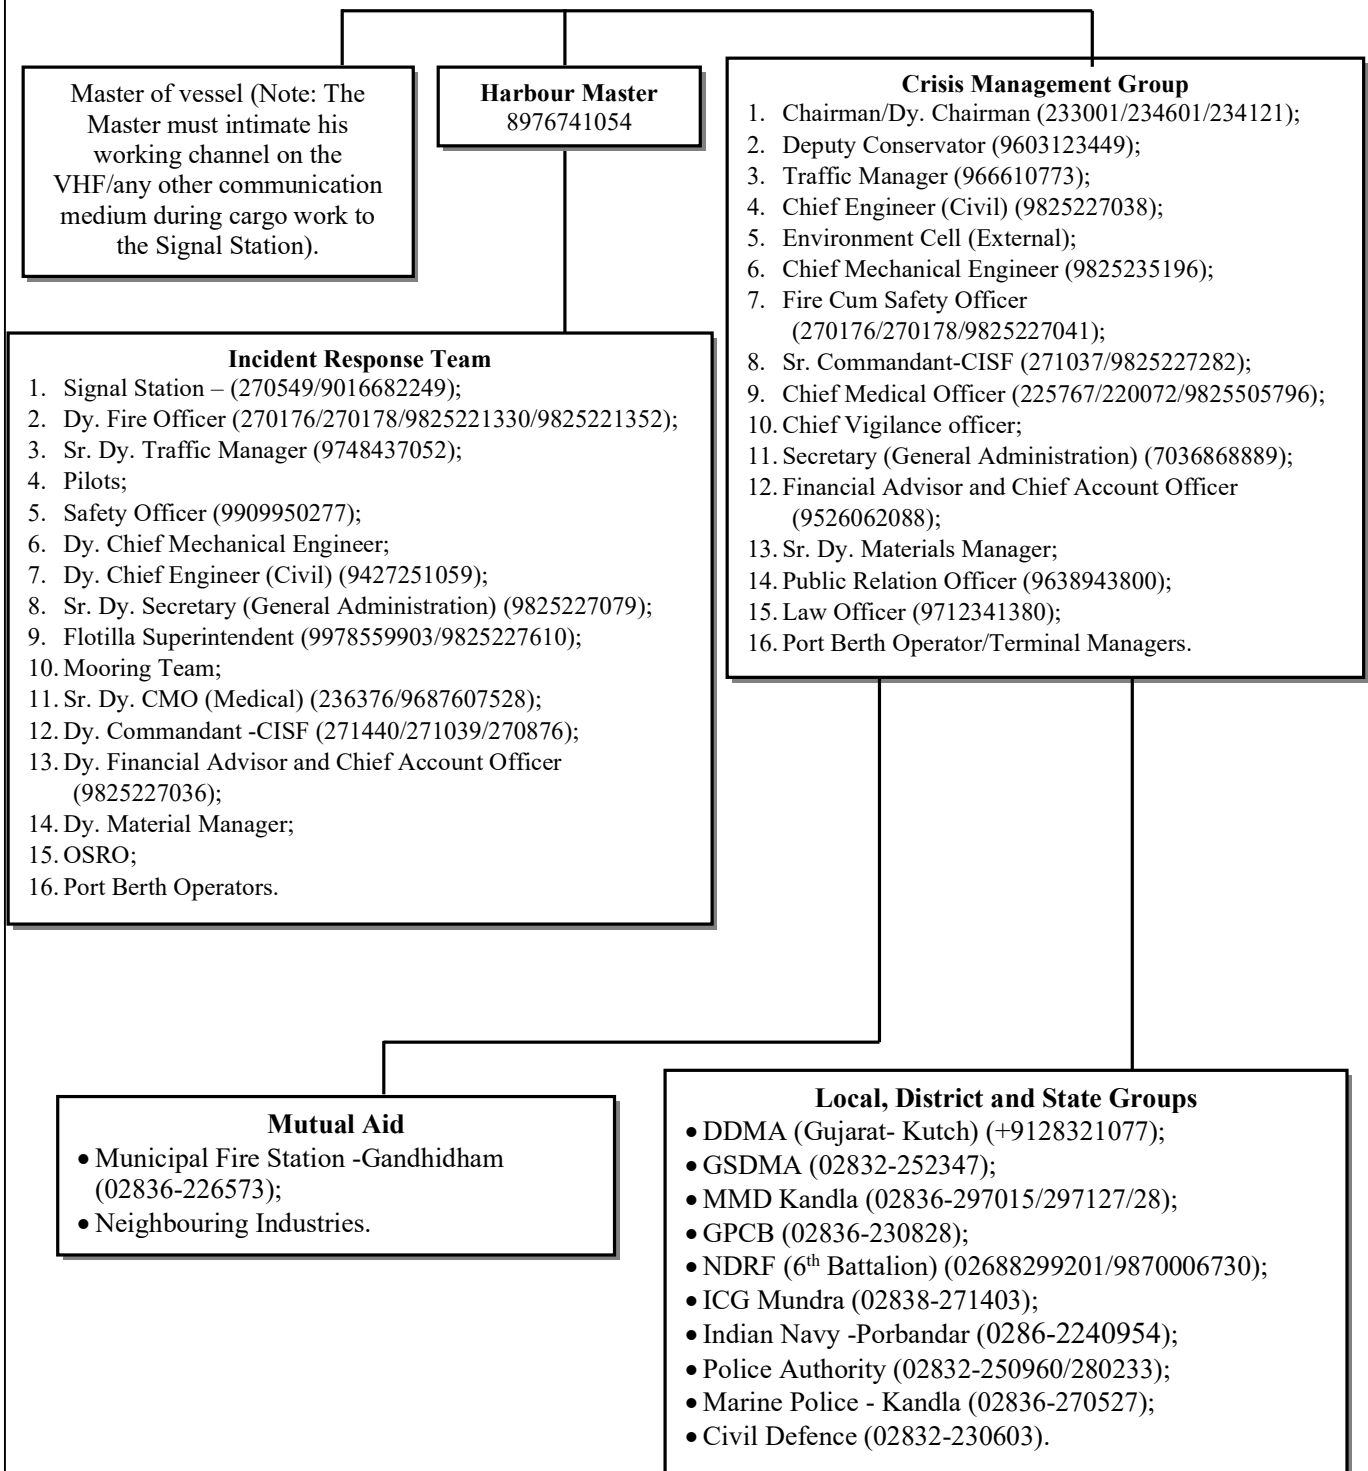 Master of vessel (Note: The
Master must intimate his
working channel on the
VHF/any other communication
medium during cargo work to
the Signal Station).
Harbour Master
8976741054
Crisis Management Group
1. Chairman/Dy. Chairman (233001/234601/234121);
2. Deputy Conservator (9603123449);
3. Traffic Manager (966610773);
4. Chief Engineer (Civil) (9825227038);
5. Environment Cell (External);
6. Chief Mechanical Engineer (9825235196);
7. Fire Cum Safety Officer
(270176/270178/9825227041);
8. Sr. Commandant-CISF (271037/9825227282);
9. Chief Medical Officer (225767/220072/9825505796);
10. Chief Vigilance officer;
11. Secretary (General Administration) (7036868889);
12. Financial Advisor and Chief Account Officer
(9526062088);
13. Sr. Dy. Materials Manager;
14. Public Relation Officer (9638943800);
15. Law Officer (9712341380);
16. Port Berth Operator/Terminal Managers.
Incident Response Team
1. Signal Station – (270549/9016682249);
2. Dy. Fire Officer (270176/270178/9825221330/9825221352);
3. Sr. Dy. Traffic Manager (9748437052);
4. Pilots;
5. Safety Officer (9909950277);
6. Dy. Chief Mechanical Engineer;
7. Dy. Chief Engineer (Civil) (9427251059);
8. Sr. Dy. Secretary (General Administration) (9825227079);
9. Flotilla Superintendent (9978559903/9825227610);
10. Mooring Team;
11. Sr. Dy. CMO (Medical) (236376/9687607528);
12. Dy. Commandant -CISF (271440/271039/270876);
13. Dy. Financial Advisor and Chief Account Officer
(9825227036);
14. Dy. Material Manager;
15. OSRO;
16. Port Berth Operators.
Mutual Aid
• Municipal Fire Station -Gandhidham
(02836-226573);
• Neighbouring Industries.
Local, District and State Groups
• DDMA (Gujarat- Kutch) (+9128321077);
• GSDMA (02832-252347);
• MMD Kandla (02836-297015/297127/28);
• GPCB (02836-230828);
• NDRF (6th Battalion) (02688299201/9870006730);
• ICG Mundra (02838-271403);
• Indian Navy -Porbandar (0286-2240954);
• Police Authority (02832-250960/280233);
• Marine Police - Kandla (02836-270527);
• Civil Defence (02832-230603).